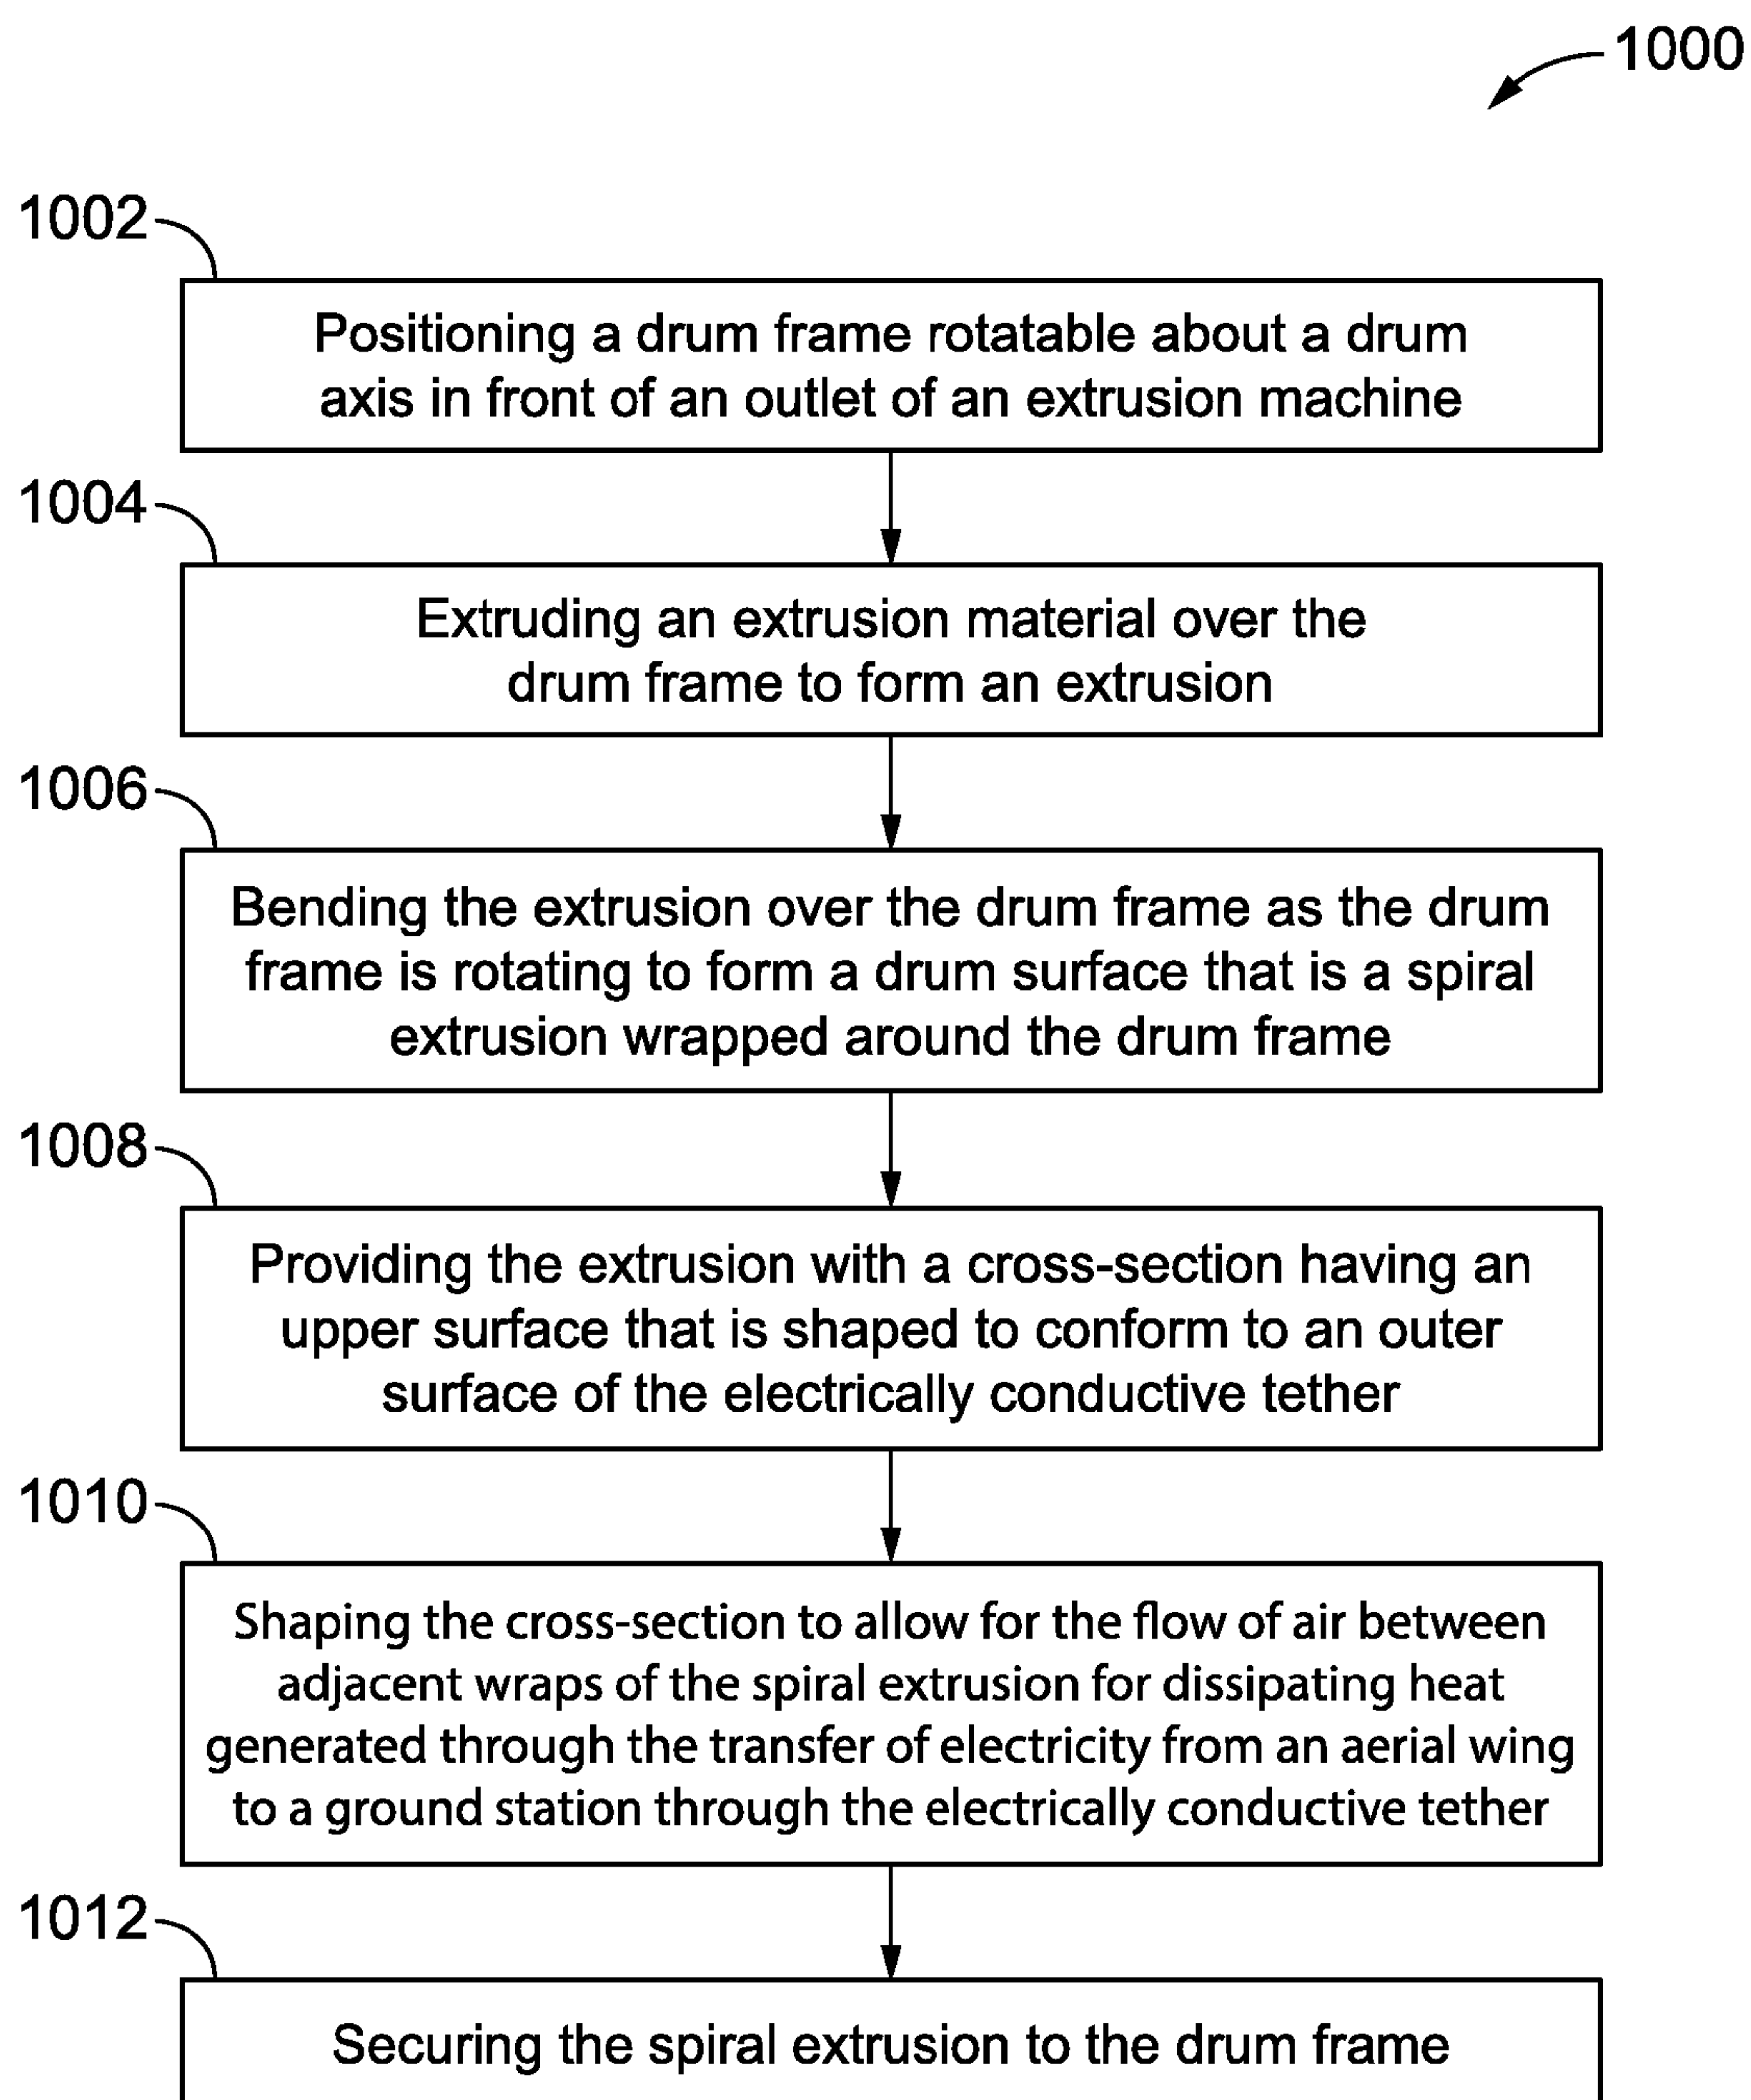 1000
1002
Positioning a drum frame rotatable about a drum
axis in front of an outlet of an extrusion machine
1004
Extruding an extrusion material over the
drum frame to form an extrusion
1006
Bending the extrusion over the drum frame as the drum
frame is rotating to form a drum surface that is a spiral
extrusion wrapped around the drum frame
1008
Providing the extrusion with a cross-section having an
upper surface that is shaped to conform to an outer
surface of the electrically conductive tether
1010
Shaping the cross-section to allow for the flow of air between
adjacent wraps of the spiral extrusion for dissipating heat
generated through the transfer of electricity from an aerial wing
to a ground station through the electrically conductive tether
1012
Securing the spiral extrusion to the drum frame